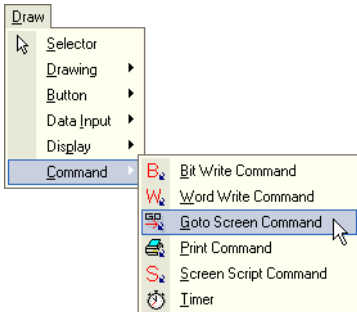 Draw
Selector
Drawing
Button
Data Input
Display
Command
B Bit Write Command
W Word Write Command
GO Goto Screen Command
Print Command
S Screen Script Command
Timer